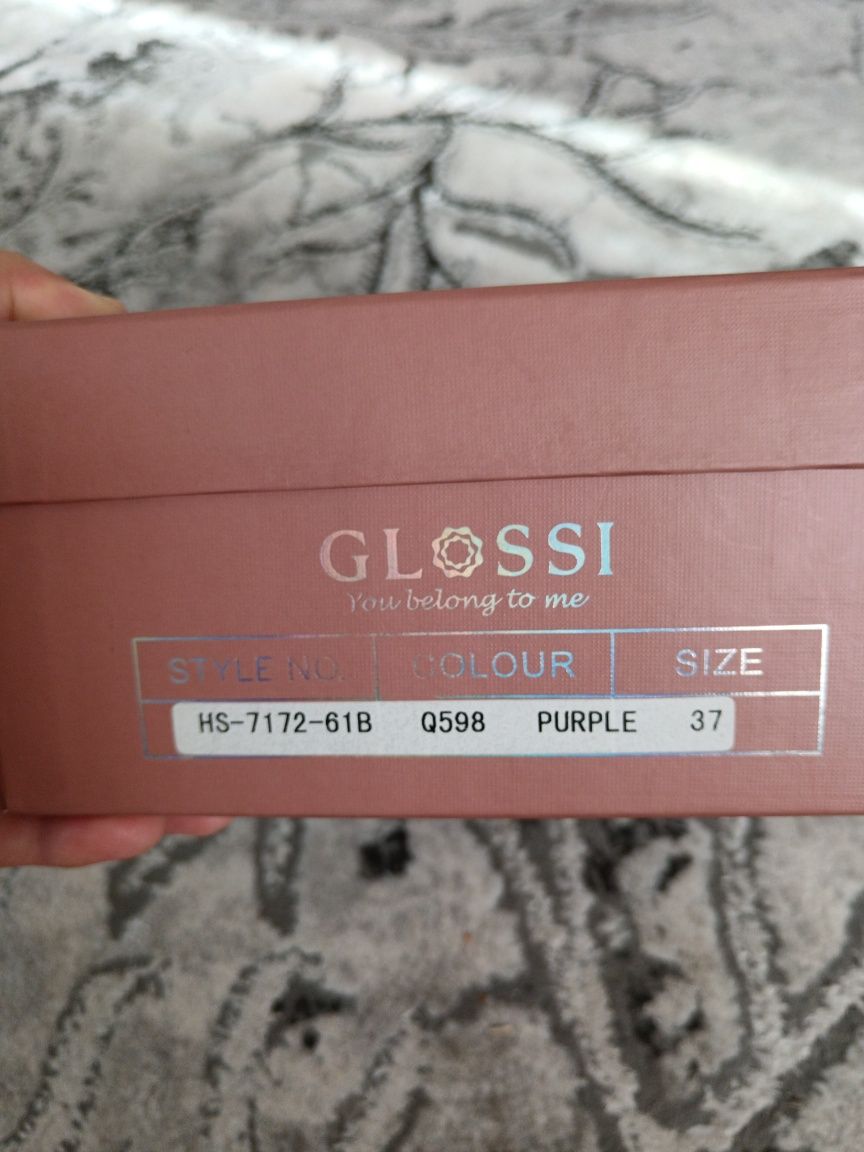 GLOSSI
You belong to me
STYLE NO. COLOUR SIZE
HS-7172-61B Q598 PURPLE 37